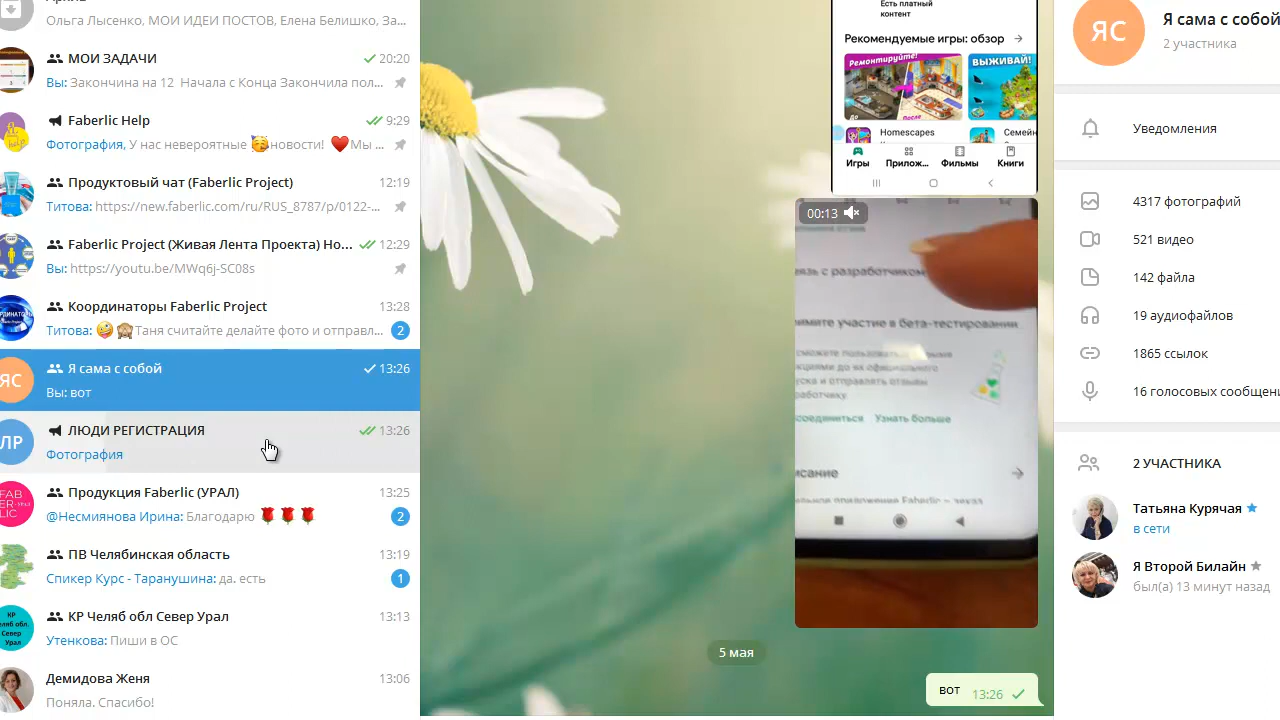 Ольга Лысенко, МОИ ИДЕИ ПОСТОВ, Елена Белишко, За...
МОИ ЗАДАЧИ 20:20
Вы: Закончина на 12 Начала с Конца Закончила пол...
Faberlic Help 9:29
Фотография, У нас невероятные 🥳новости! ❤️Мы ...
Продуктовый чат (Faberlic Project) 12:19
Титова: https://new.faberlic.com/ru/RUS_8787/p/0122-...
Faberlic Project (Живая Лента Проекта) Но... 12:29
Вы: https://youtu.be/MWq6j-SC08s
Координаторы Faberlic Project 13:28
Титова: 🤪🙈Таня считайте делайте фото и отправл... 2
ЯС
Я сама с собой 13:26
Вы: вот
ЛР
ЛЮДИ РЕГИСТРАЦИЯ 13:26
Фотография
Продукция Faberlic (УРАЛ) 13:25
@Несмиянова Ирина: Благодарю 🌹🌹🌹 2
ПВ Челябинская область 13:19
Спикер Курс - Таранушина: да. есть 1
КР Челяб обл Север Урал 13:13
Утенкова: Пиши в ОС
Демидова Женя 13:06
Поняла. Спасибо!
Есть платный
контент
Рекомендуемые игры: обзор
Ремонтируйте!
ВЫЖИВАЙ!
До После
Homescapes
Семейн
Игры Прилож... Фильмы Книги
00:13
язь с разработчиком
имите участие в бета-тестировании
соединиться Узнать больше
исание
5 мая
вот 13:26
ЯС
Я сама с собой
2 участника
Уведомления
4317 фотографий
521 видео
142 файла
19 аудиофайлов
1865 ссылок
16 голосовых сообщени
2 УЧАСТНИКА
Татьяна Курячая
в сети
Я Второй Билайн
был(а) 13 минут назад